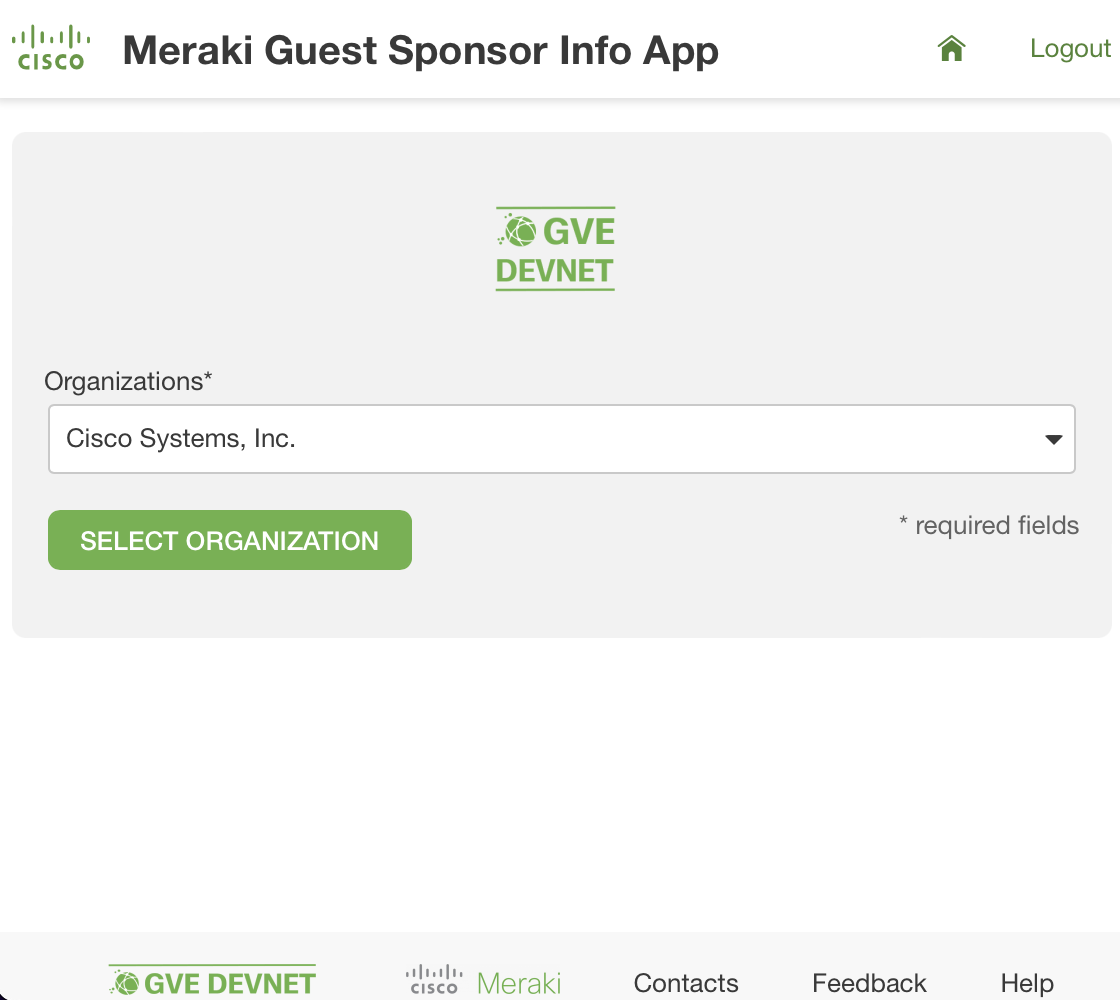 CISCO
Meraki Guest Sponsor Info App
Logout
GVE
DEVNET
Organizations*
Cisco Systems, Inc.
SELECT ORGANIZATION
* required fields
GVE DEVNET
CISCO Meraki
Contacts
Feedback
Help